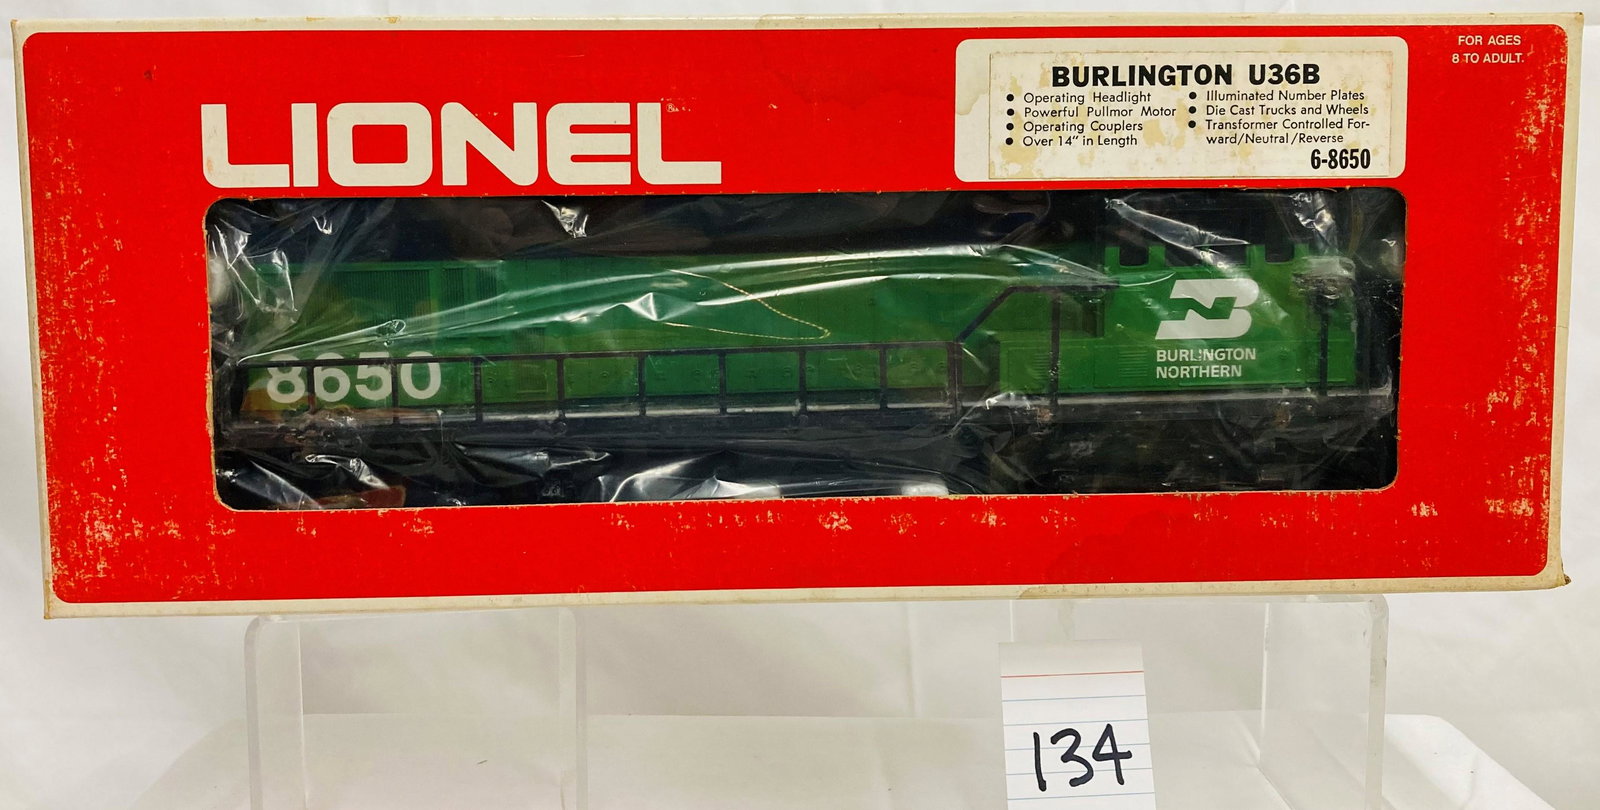 FOR AGES
8 TO ADULT.
LIONEL
BURLINGTON U36B
• Operating Headlight
• Powerful Pullmor Motor
• Operating Couplers
• Over 14" in Length
• Illuminated Number Plates
• Die Cast Trucks and Wheels
• Transformer Controlled For-
ward/Neutral/Reverse
6-8650
8650
BN
BURLINGTON
NORTHERN
134